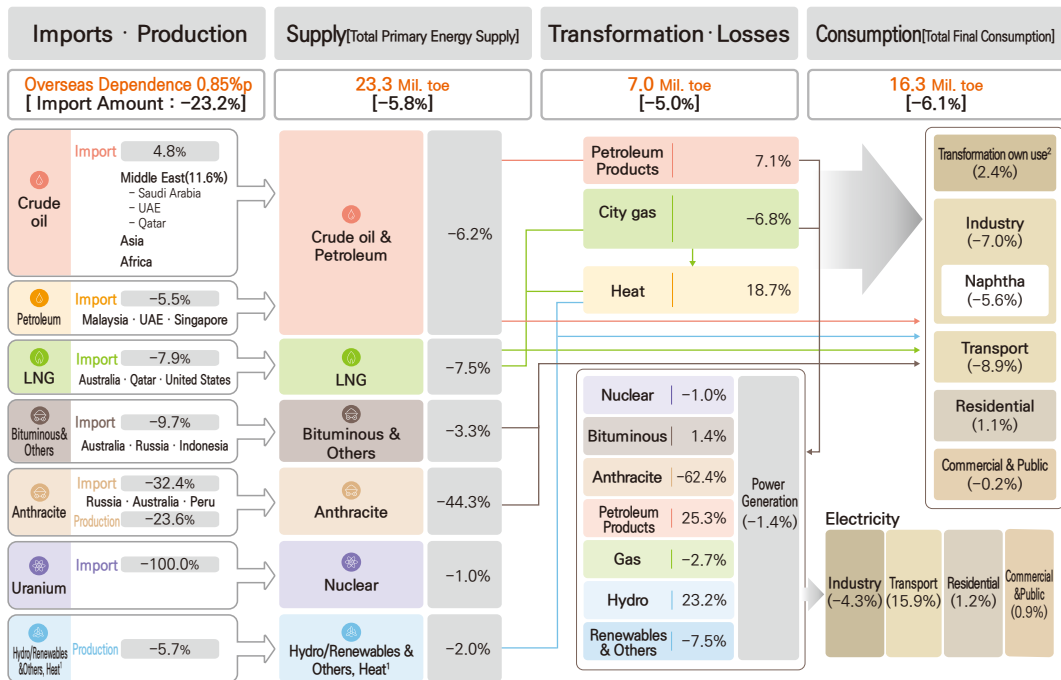 Imports · Production
Supply[Total Primary Energy Supply]
Transformation · Losses
Consumption[Total Final Consumption]
Overseas Dependence 0.85%p
[ Import Amount : -23.2%]
23.3 Mil. toe
[-5.8%]
7.0 Mil. toe
[-5.0%]
16.3 Mil. toe
[-6.1%]
Crude
oil
Import 4.8%
Middle East(11.6%)
- Saudi Arabia
- UAE
- Qatar
Asia
Africa
Petroleum
Import -5.5%
Malaysia · UAE · Singapore
LNG
Import -7.9%
Australia · Qatar · United States
Bituminous&
Others
Import -9.7%
Australia · Russia · Indonesia
Anthracite
Import -32.4%
Russia · Australia · Peru
Production -23.6%
Uranium
Import -100.0%
Hydro/Renewables
&Others, Heat¹
Production -5.7%
Crude oil &
Petroleum
-6.2%
LNG
-7.5%
Bituminous &
Others
-3.3%
Anthracite
-44.3%
Nuclear
-1.0%
Hydro/Renewables &
Others, Heat¹
-2.0%
Petroleum
Products
7.1%
City gas
-6.8%
Heat
18.7%
Nuclear -1.0%
Bituminous 1.4%
Anthracite -62.4%
Petroleum
Products
25.3%
Gas -2.7%
Hydro 23.2%
Renewables
& Others
-7.5%
Power
Generation
(-1.4%)
Transformation own use²
(2.4%)
Industry
(-7.0%)
Naphtha
(-5.6%)
Transport
(-8.9%)
Residential
(1.1%)
Commercial & Public
(-0.2%)
Electricity
Industry
(-4.3%)
Transport
(15.9%)
Residential
(1.2%)
Commercial
&Public
(0.9%)